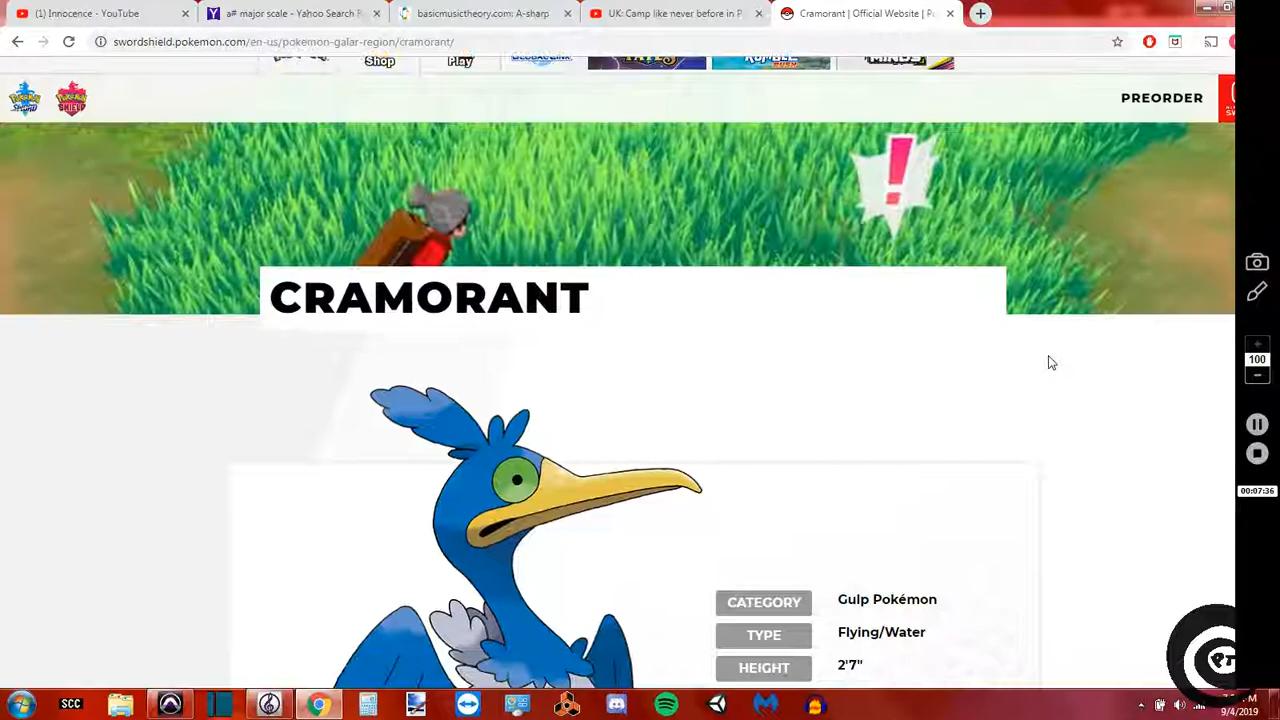 (1) Innocent - YouTube
a# major - Yahoo Search R
basicmusictheory.com: A-sharp
UK: Camp like never before in P
Cramorant | Official Website | Po
swordshield.pokemon.com/en-us/pokemon-galar-region/cramorant/
Shop
Play
PREORDER
CRAMORANT
100
00:07:36
CATEGORY Gulp Pokémon
TYPE Flying/Water
HEIGHT 2'7"
SCC
9/4/2019